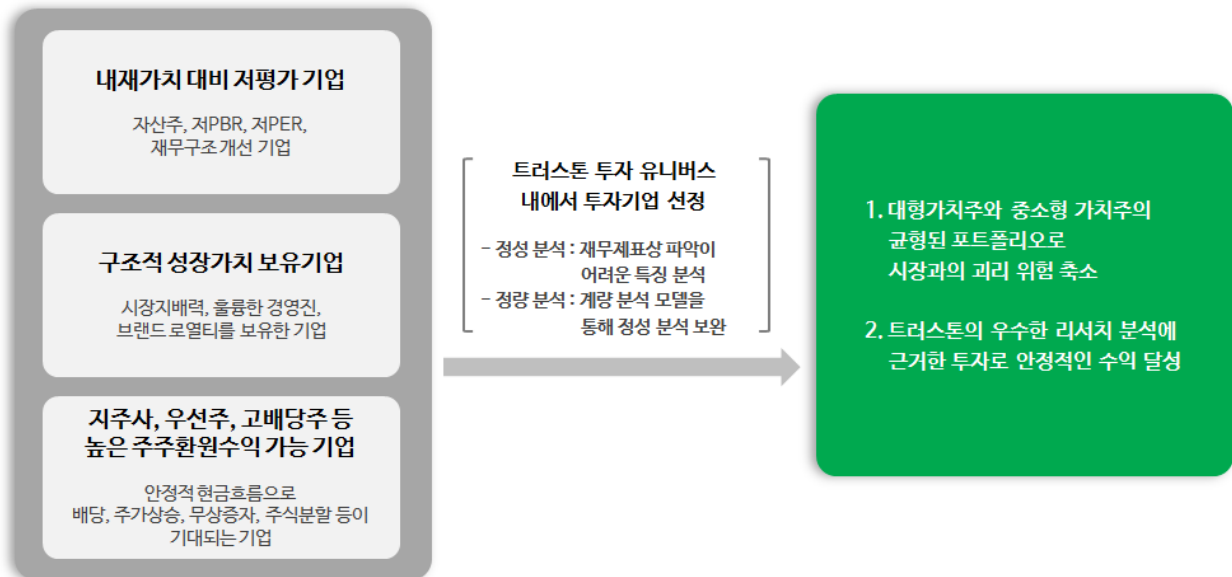 내재가치 대비 저평가 기업
자산주, 저PBR, 저PER,
재무구조 개선 기업
구조적 성장가치 보유기업
시장지배력, 훌륭한 경영진,
브랜드 로열티를 보유한 기업
지주사, 우선주, 고배당주 등
높은 주주환원수익 가능 기업
안정적 현금흐름으로
배당, 주가상승, 무상증자, 주식분할 등이
기대되는 기업
트러스톤 투자 유니버스
내에서 투자기업 선정
- 정성 분석 : 재무제표상 파악이
어려운 특징 분석
- 정량 분석 : 계량 분석 모델을
통해 정성 분석 보완
1. 대형가치주와 중소형 가치주의
균형된 포트폴리오로
시장과의 괴리 위험 축소
2. 트러스톤의 우수한 리서치 분석에
근거한 투자로 안정적인 수익 달성